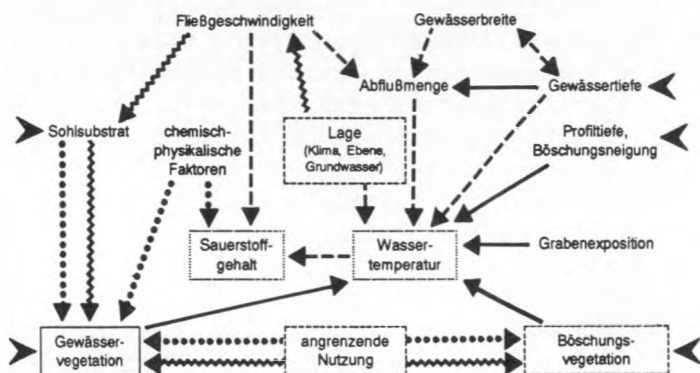 Fließgeschwindigkeit
Gewässerbreite
Abflußmenge
Gewässertiefe
Sohlsubstrat
chemisch-
physikalische
Faktoren
Lage
(Klima, Ebene,
Grundwasser)
Profiltiefe,
Böschungsneigung
Sauerstoff-
gehalt
Wasser-
temperatur
Grabenexposition
Gewässer-
vegetation
angrenzende
Nutzung
Böschungs-
vegetation